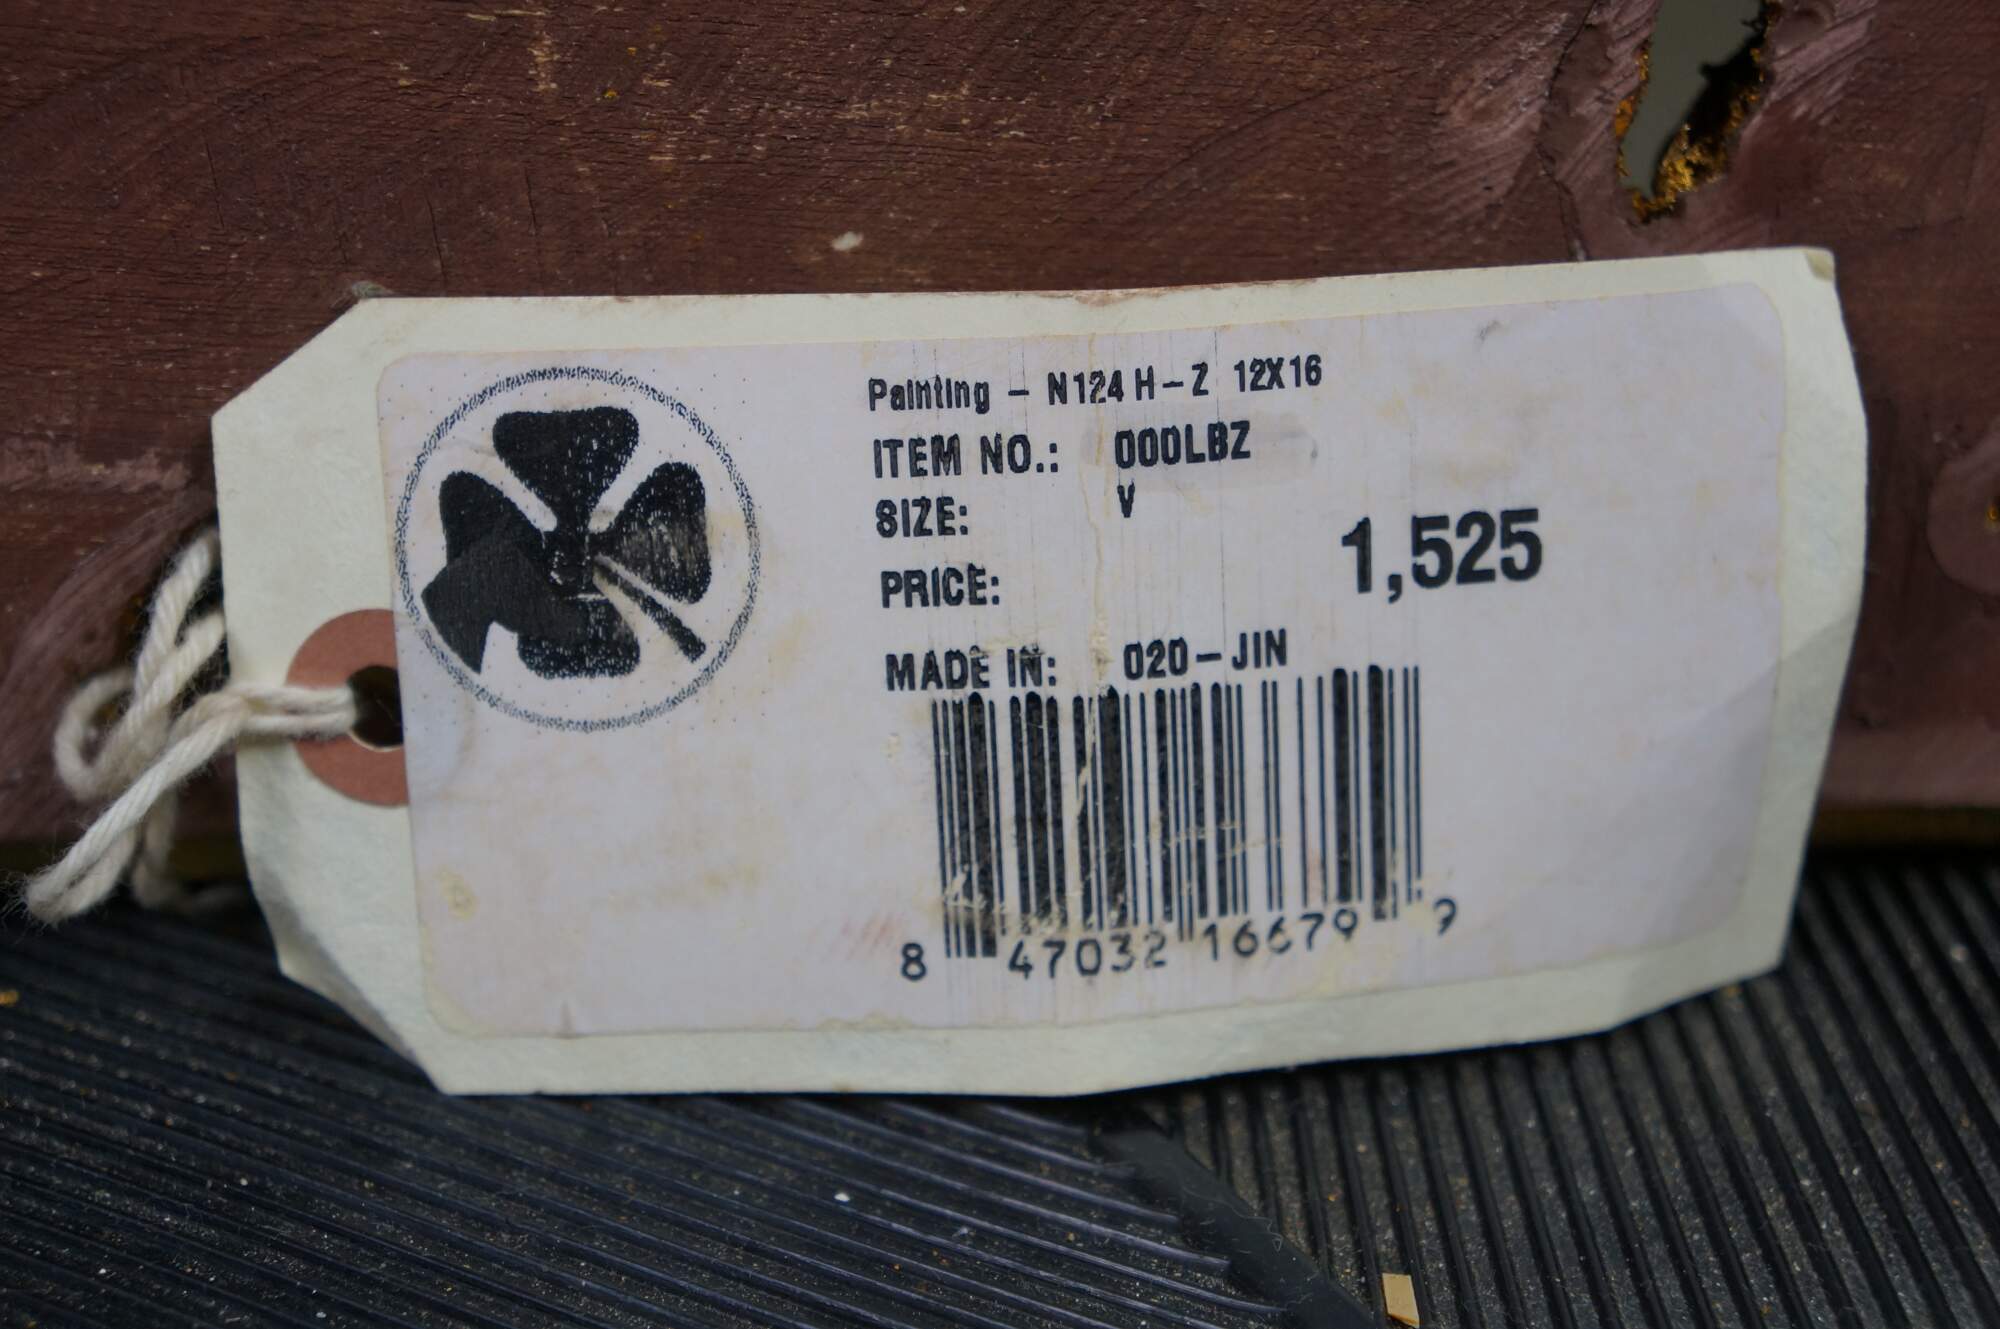 Painting - N124 H-Z 12X16
ITEM NO.: 000LBZ
SIZE: V
PRICE: 1,525
MADE IN: 020-JIN
8 47032 16679 9